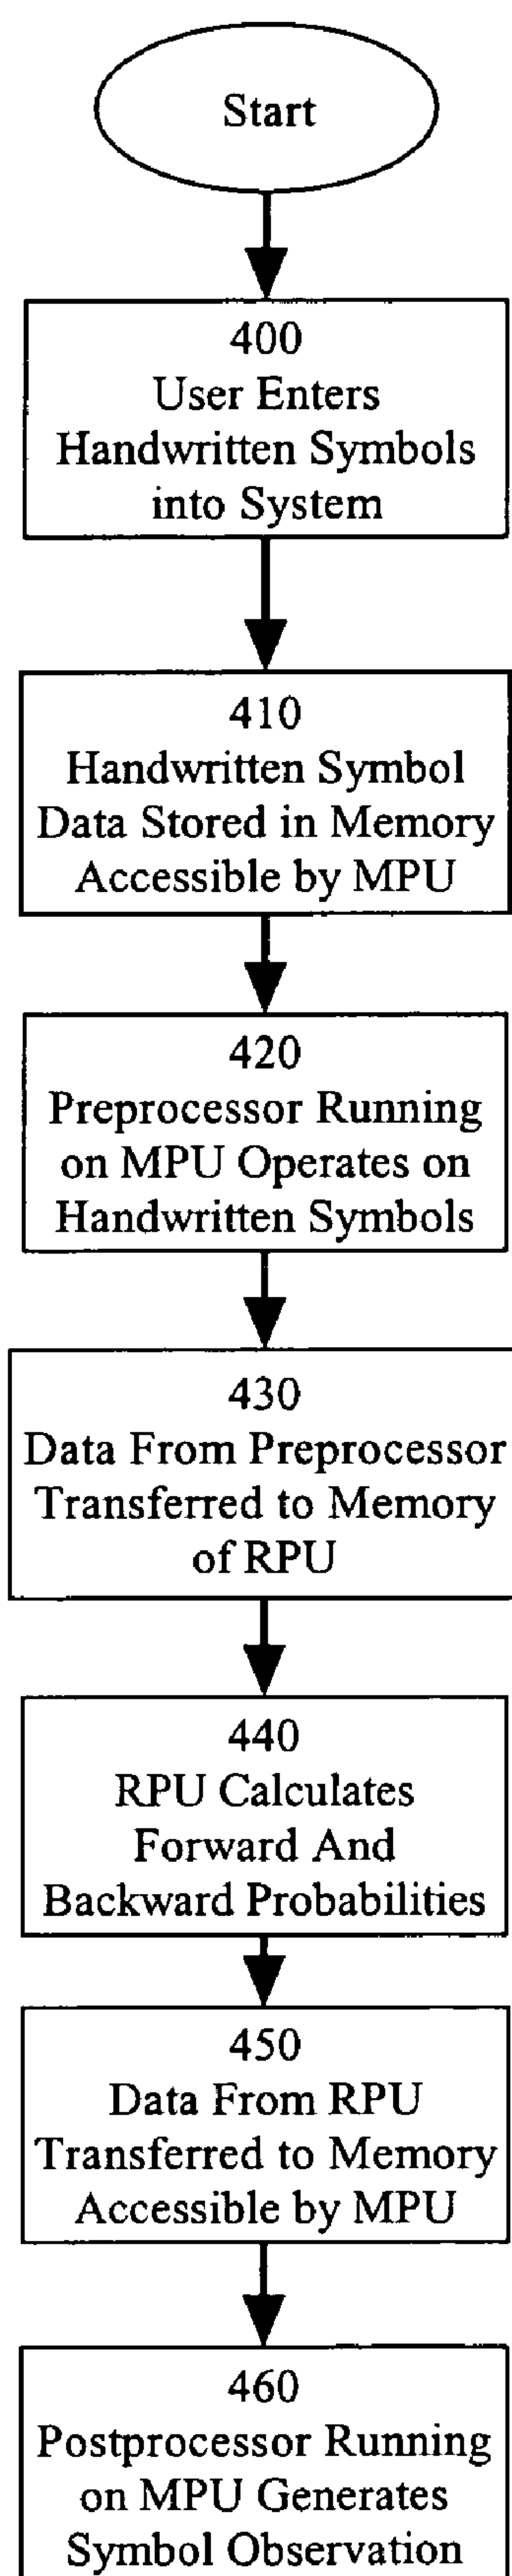 Start
400
User Enters
Handwritten Symbols
into System
410
Handwritten Symbol
Data Stored in Memory
Accessible by MPU
420
Preprocessor Running
on MPU Operates on
Handwritten Symbols
430
Data From Preprocessor
Transferred to Memory
of RPU
440
RPU Calculates
Forward And
Backward Probabilities
450
Data From RPU
Transferred to Memory
Accessible by MPU
460
Postprocessor Running
on MPU Generates
Symbol Observation